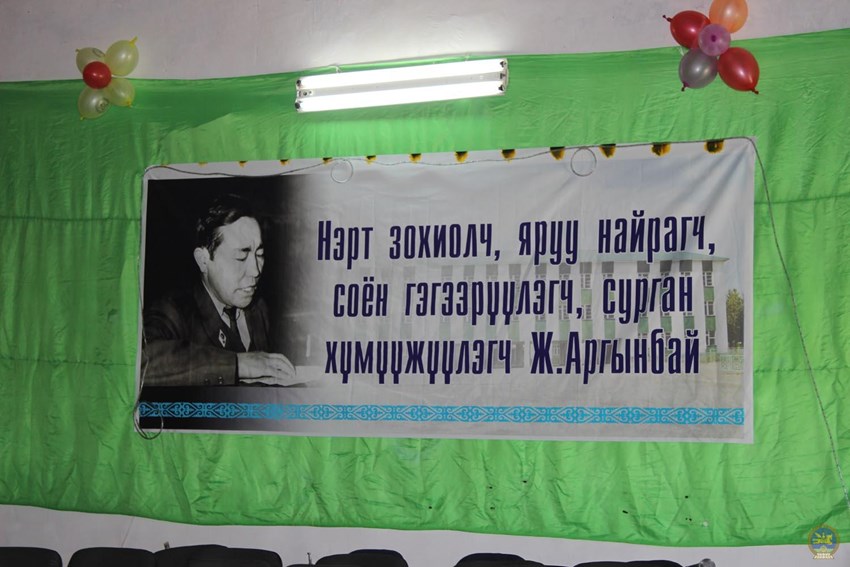 Нэрт зохиолч, яруу найрагч,
соён гэгээрүүлэгч, сурган
хүмүүжүүлэгч Ж.Аргынбай